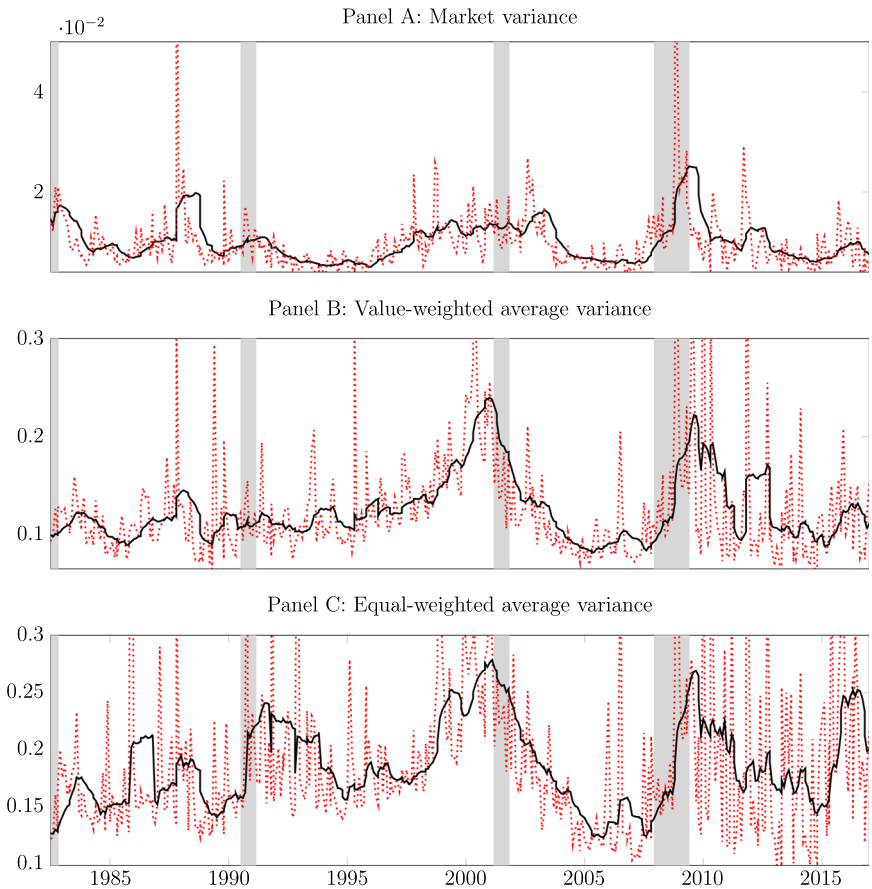 Panel A: Market variance
·10⁻²
4
2
Panel B: Value-weighted average variance
0.3
0.2
0.1
Panel C: Equal-weighted average variance
0.3
0.25
0.2
0.15
0.1
1985 1990 1995 2000 2005 2010 2015